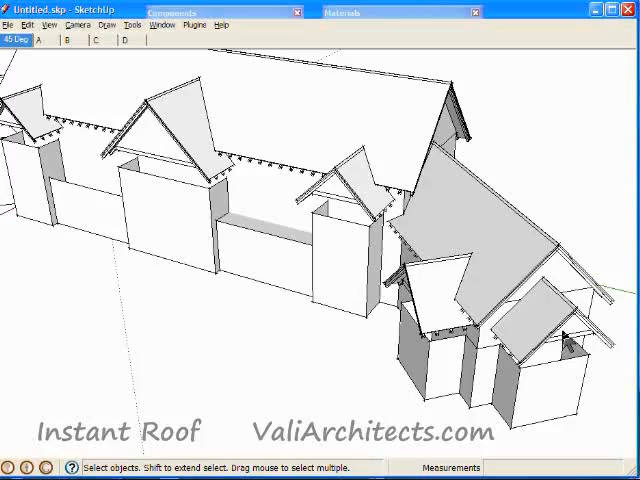 Untitled.skp - SketchUp
Components
Materials
File Edit View Camera Draw Tools Window Plugins Help
45 Deg A B C D
Instant Roof ValiArchitects.com
Select objects. Shift to extend select. Drag mouse to select multiple. Measurements